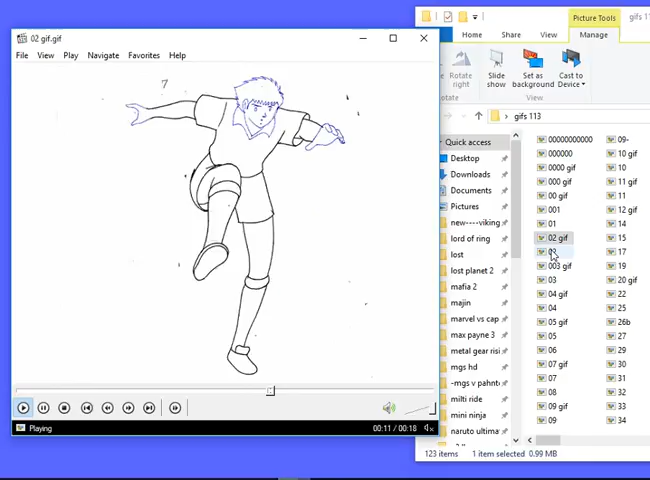 02 gif.gif
File View Play Navigate Favorites Help
7
Playing
00:11 / 00:18
Picture Tools
gifs 11
Home Share View Manage
Rotate right
Slide show
Set as background
Cast to Device
View
gifs 113
Quick access
Desktop
Downloads
Documents
Pictures
new----viking
lord of ring
lost
lost planet 2
mafia 2
majin
marvel vs cap
max payne 3
metal gear risi
mgs hd
-mgs v pahnt
milti ride
mini ninja
naruto ultima
00000000000
000000
0000 gif
000 gif
00 gif
001
01
02 gif
003 gif
03
04 gif
04
05 gif
05
06
07 gif
07
08
09 gif
09
09-
10 gif
10
11 gif
11
12 gif
14
15
17
19
20 gif
22
25
26b
27
29
30
31
32
33
34
123 items 1 item selected 0.99 MB